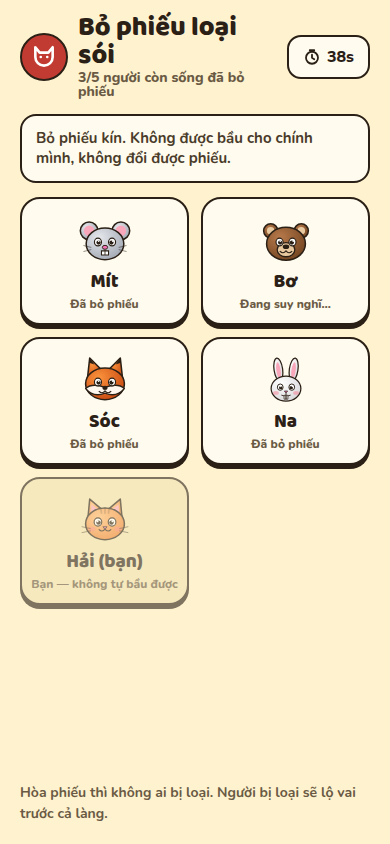 Bỏ phiếu loại
sói
3/5 người còn sống đã bỏ
phiếu
38s
Bỏ phiếu kín. Không được bầu cho chính
mình, không đổi được phiếu.
Mít
Đã bỏ phiếu
Bơ
Đang suy nghĩ...
Sóc
Đã bỏ phiếu
Na
Đã bỏ phiếu
Hải (bạn)
Bạn — không tự bầu được
Hòa phiếu thì không ai bị loại. Người bị loại sẽ lộ vai
trước cả làng.